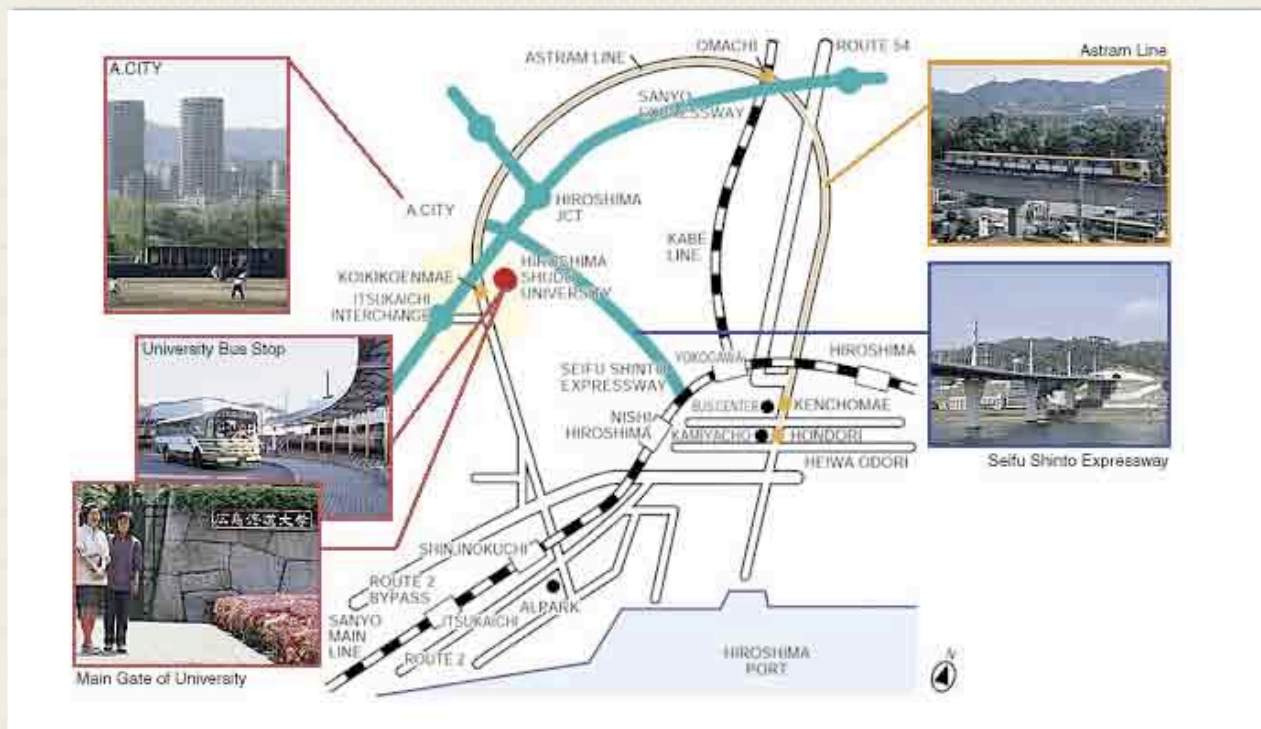 A.CITY
University Bus Stop
広島修道大学
Main Gate of University
ASTRAM LINE
OMACHI
ROUTE 54
SANYO
EXPRESSWAY
A.CITY
HIROSHIMA
JCT
KABE
LINE
KOIKIKOENMAE
HIROSHIMA
SHUDO
UNIVERSITY
ITSUKAICHI
INTERCHANGE
YOKOGAWA
HIROSHIMA
SEIFU SHINTO
EXPRESSWAY
NISHI
HIROSHIMA
BUS CENTER
KENCHOMAE
KAMIYACHO
HONDORI
HEIWA ODORI
SHINJNOKUCHI
ROUTE 2
BYPASS
ALPARK
ITSUKAICHI
SANYO
MAIN
LINE
ROUTE 2
HIROSHIMA
PORT
N
Astram Line
Seifu Shinto Expressway